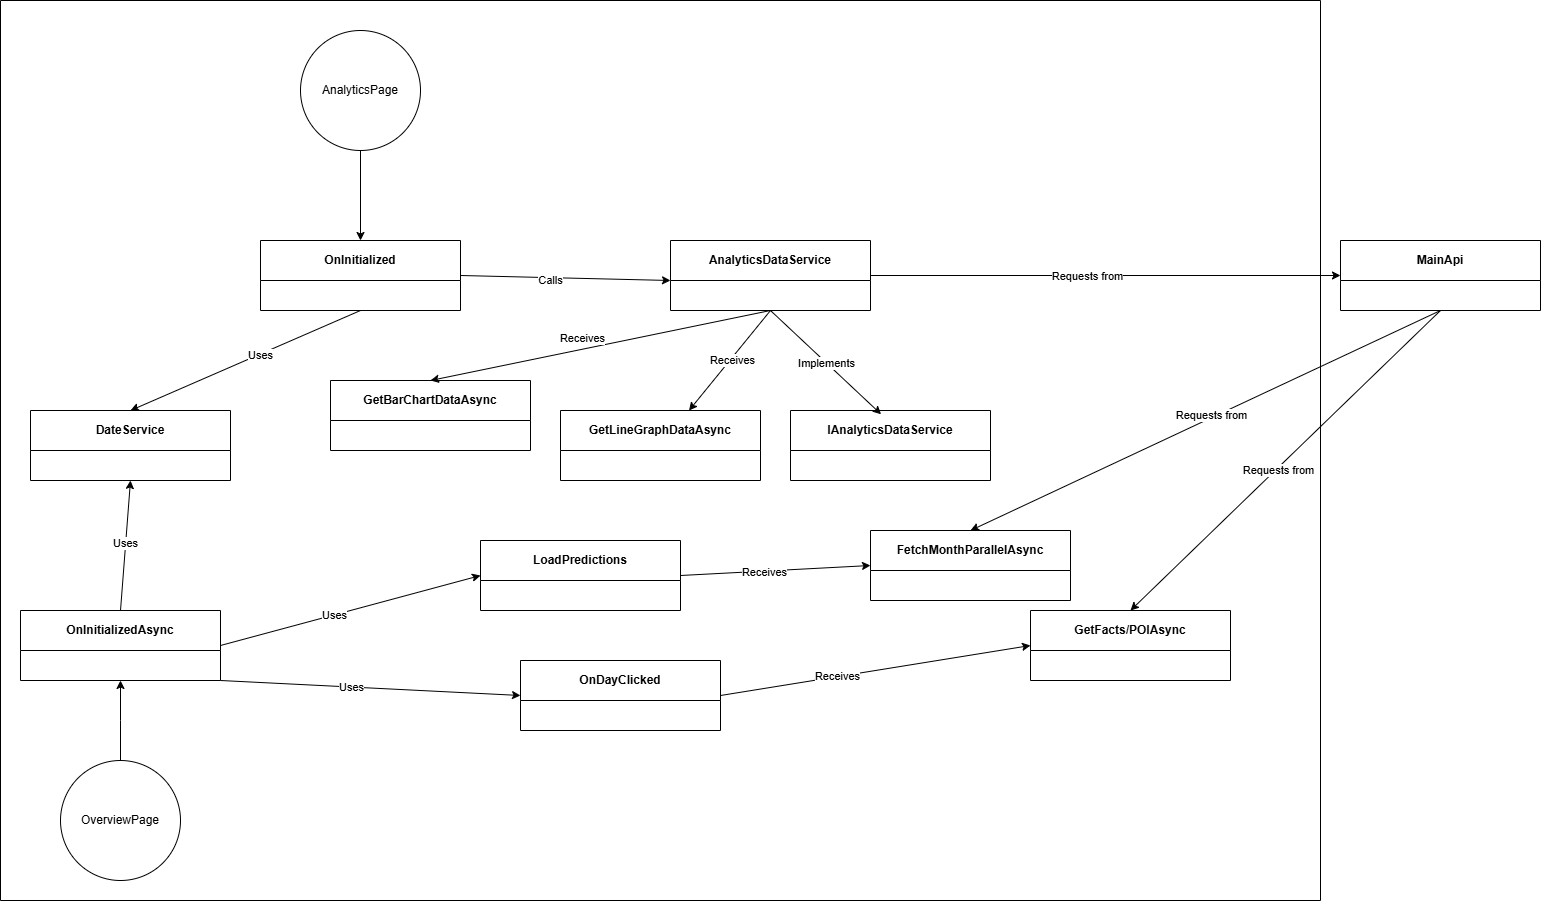 AnalyticsPage
OnInitialized
AnalyticsDataService
MainApi
Calls
Requests from
Receives
Uses
Receives
Implements
GetBarChartDataAsync
DateService
GetLineGraphDataAsync
IAnalyticsDataService
Requests from
Requests from
Uses
LoadPredictions
FetchMonthParallelAsync
Receives
Uses
OnInitializedAsync
GetFacts/POIAsync
Uses
OnDayClicked
Receives
OverviewPage